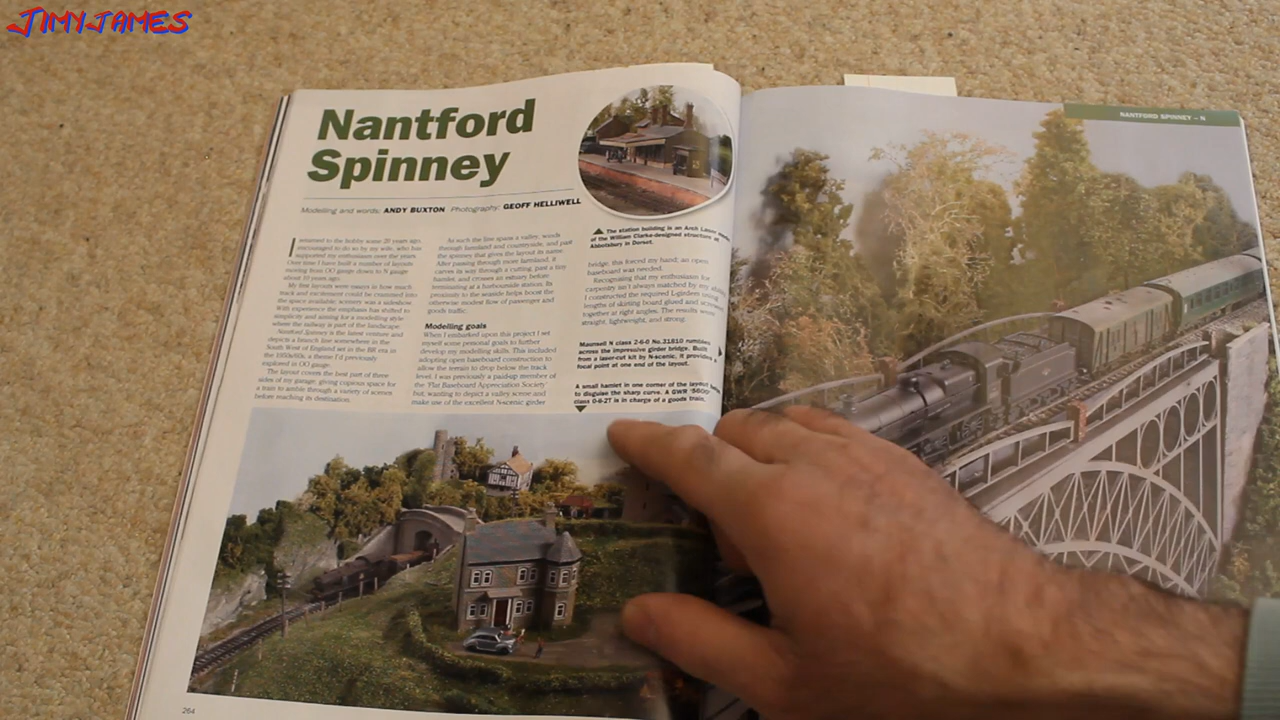 JIMYJAMES
NANTFORD SPINNEY – N
Nantford
Spinney
Modelling and words: ANDY BUXTON Photography: GEOFF HELLIWELL
The station building is an Arch Laser
of the William Clarke-designed structure at
Abbotsbury in Dorset.
I returned to the hobby some 20 years ago,
encouraged to do so by my wife, who has
supported my enthusiasm over the years.
Over time I have built a number of layouts
moving from OO gauge down to N gauge
about 10 years ago.
My first layouts were essays in how much
track and excitement could be crammed into
the space available; scenery was a sideshow.
With experience the emphasis has shifted to
simplicity and aiming for a modelling style
where the railway is part of the landscape.
Nantford Spinney is the latest venture and
depicts a branch line somewhere in the
South West of England set in the BR era in
the 1950s/60s, a theme I'd previously
explored in OO gauge.
The layout covers the best part of three
sides of my garage, giving copious space for
a train to amble through a variety of scenes
before reaching its destination.
As such the line spans a valley, winds
through farmland and countryside, and past
the spinney that gives the layout its name.
After passing through more farmland, it
carves its way through a cutting, past a tiny
hamlet, and crosses an estuary before
terminating at a harbourside station. Its
proximity to the seaside helps boost the
otherwise modest flow of passenger and
goods traffic.
Modelling goals
When I embarked upon this project I set
myself some personal goals to further
develop my modelling skills. This included
adopting open baseboard construction to
allow the terrain to drop below the track
level. I was previously a paid-up member of
the 'Flat Baseboard Appreciation Society'
but, wanting to depict a valley scene and
make use of the excellent N-scenic girder
bridge, this forced my hand; an open
baseboard was needed.
Recognising that my enthusiasm for
carpentry isn't always matched by my
I constructed the required L-girders using
lengths of skirting board glued and screwed
together at right angles. The results were
straight, lightweight, and strong.
Maunsell N class 2-6-0 No.31810 rumbles
across the impressive girder bridge. Built
from a laser-cut kit by N-scenic, it provides a
focal point at one end of the layout.
A small hamlet in one corner of the layout helps
to disguise the sharp curve. A GWR '5600'
class 0-6-2T is in charge of a goods train.
264